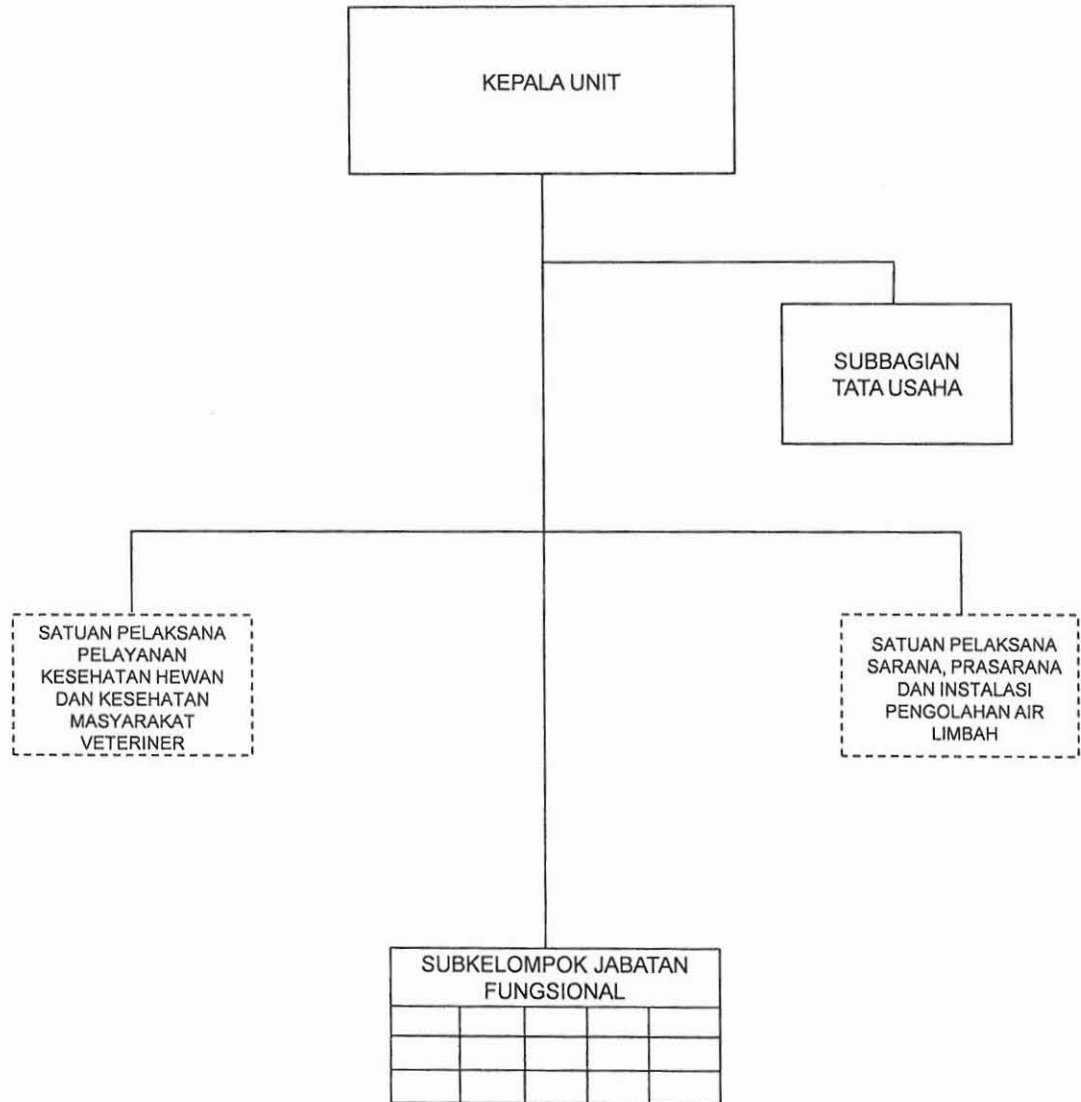 KEPALA UNIT
SUBBAGIAN
TATA USAHA
SATUAN PELAKSANA
PELAYANAN
KESEHATAN HEWAN
DAN KESEHATAN
MASYARAKAT
VETERINER
SATUAN PELAKSANA
SARANA, PRASARANA
DAN INSTALASI
PENGOLAHAN AIR
LIMBAH
SUBKELOMPOK JABATAN
FUNGSIONAL